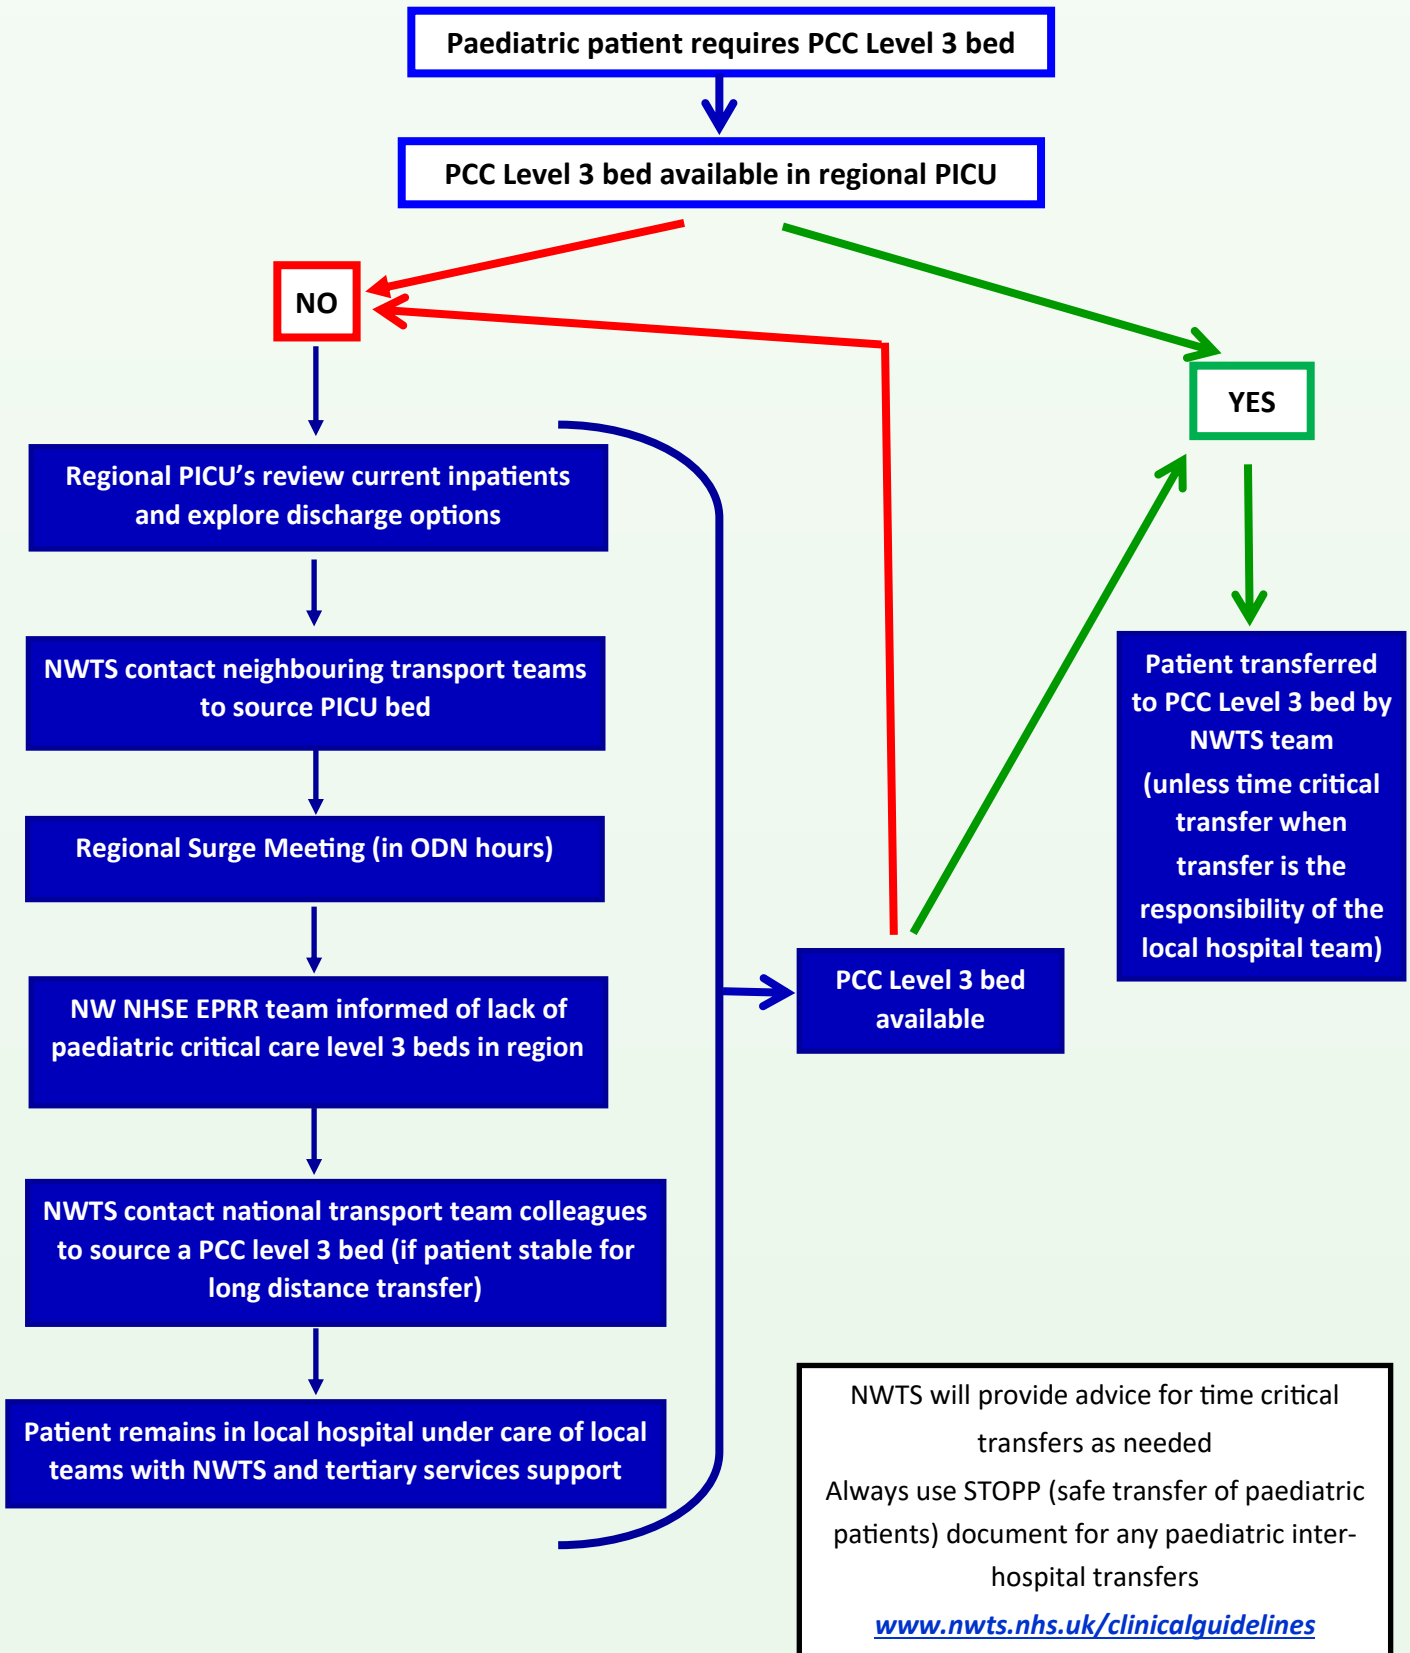 Paediatric patient requires PCC Level 3 bed
PCC Level 3 bed available in regional PICU
NO
YES
Regional PICU’s review current inpatients
and explore discharge options
NWTS contact neighbouring transport teams
to source PICU bed
Regional Surge Meeting (in ODN hours)
NW NHSE EPRR team informed of lack of
paediatric critical care level 3 beds in region
NWTS contact national transport team colleagues
to source a PCC level 3 bed (if patient stable for
long distance transfer)
Patient remains in local hospital under care of local
teams with NWTS and tertiary services support
PCC Level 3 bed
available
Patient transferred
to PCC Level 3 bed by
NWTS team
(unless time critical
transfer when
transfer is the
responsibility of the
local hospital team)
NWTS will provide advice for time critical
transfers as needed
Always use STOPP (safe transfer of paediatric
patients) document for any paediatric inter-
hospital transfers
www.nwts.nhs.uk/clinicalguidelines